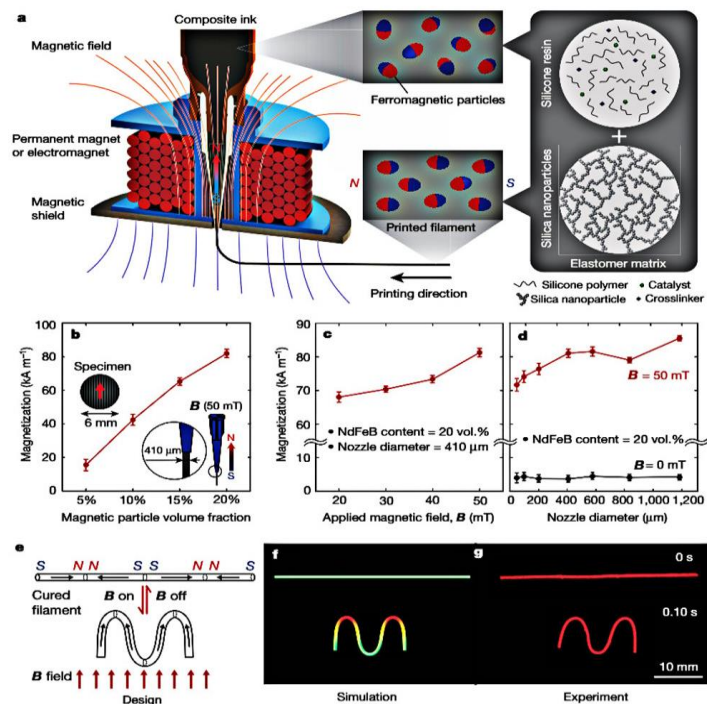 a
Composite ink
Magnetic field
Permanent magnet
or electromagnet
Magnetic
shield
Ferromagnetic particles
N
S
Printed filament
Printing direction
Silicone resin
+
Silica nanoparticles
Elastomer matrix
Silicone polymer
Catalyst
Silica nanoparticle
Crosslinker
b
Magnetization (kA m⁻¹)
100
80
60
40
20
0
Specimen
6 mm
B (50 mT)
410 μm
N
S
5%
10%
15%
20%
Magnetic particle volume fraction
c
Magnetization (kA m⁻¹)
90
80
70
60
5
0
NdFeB content = 20 vol.%
Nozzle diameter = 410 μm
20
30
40
50
Applied magnetic field, B (mT)
d
B = 50 mT
NdFeB content = 20 vol.%
B = 0 mT
0
200
400
600
800
1,000
1,200
Nozzle diameter (μm)
e
S N N S S N N S
Cured filament
B on
B off
B field
Design
f
Simulation
g
0 s
0.10 s
10 mm
Experiment